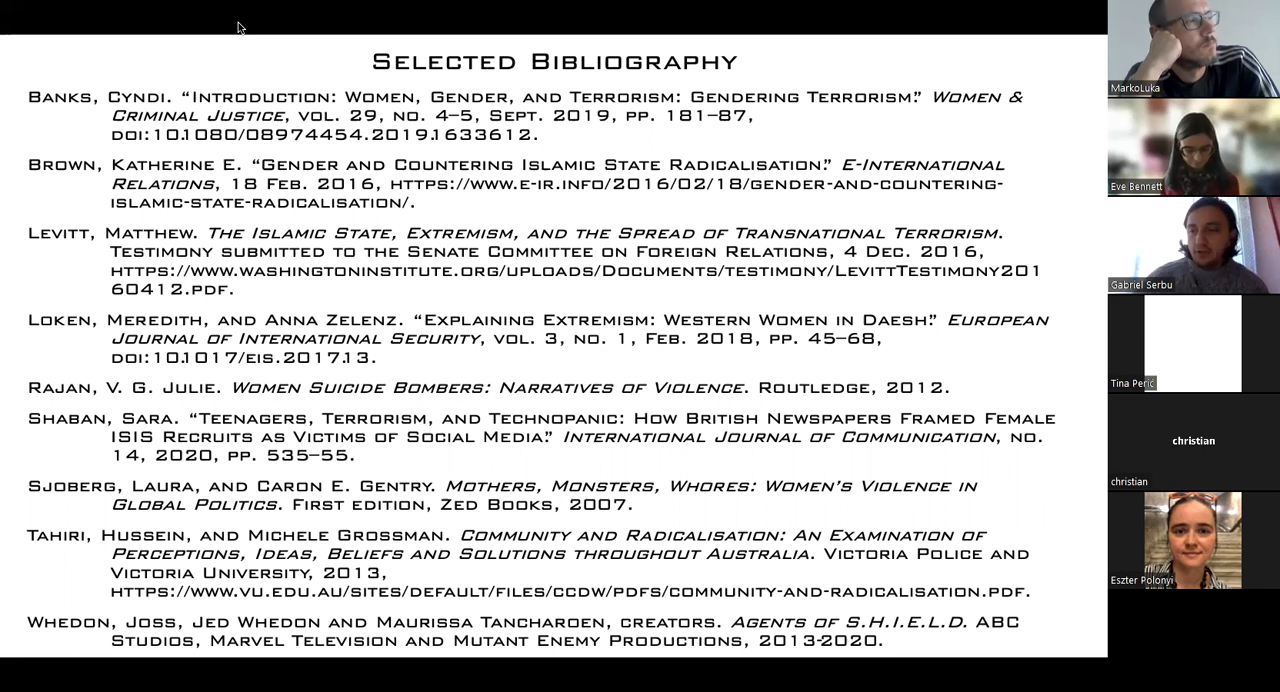 Selected Bibliography
Banks, Cyndi. “Introduction: Women, Gender, and Terrorism: Gendering Terrorism.” Women &
Criminal Justice, vol. 29, no. 4–5, Sept. 2019, pp. 181–87,
doi:10.1080/08974454.2019.1633612.
Brown, Katherine E. “Gender and Countering Islamic State Radicalisation.” E-International
Relations, 18 Feb. 2016, https://www.e-ir.info/2016/02/18/gender-and-countering-
islamic-state-radicalisation/.
Levitt, Matthew. The Islamic State, Extremism, and the Spread of Transnational Terrorism.
Testimony submitted to the Senate Committee on Foreign Relations, 4 Dec. 2016,
https://www.washingtoninstitute.org/uploads/Documents/testimony/LevittTestimony201
60412.pdf.
Loken, Meredith, and Anna Zelenz. “Explaining Extremism: Western Women in Daesh.” European
Journal of International Security, vol. 3, no. 1, Feb. 2018, pp. 45–68,
doi:10.1017/eis.2017.13.
Rajan, V. G. Julie. Women Suicide Bombers: Narratives of Violence. Routledge, 2012.
Shaban, Sara. “Teenagers, Terrorism, and Technopanic: How British Newspapers Framed Female
ISIS Recruits as Victims of Social Media.” International Journal of Communication, no.
14, 2020, pp. 535–55.
Sjoberg, Laura, and Caron E. Gentry. Mothers, Monsters, Whores: Women’s Violence in
Global Politics. First edition, Zed Books, 2007.
Tahiri, Hussein, and Michele Grossman. Community and Radicalisation: An Examination of
Perceptions, Ideas, Beliefs and Solutions throughout Australia. Victoria Police and
Victoria University, 2013,
https://www.vu.edu.au/sites/default/files/ccdw/pdfs/community-and-radicalisation.pdf.
Whedon, Joss, Jed Whedon and Maurissa Tancharoen, creators. Agents of S.H.I.E.L.D. ABC
Studios, Marvel Television and Mutant Enemy Productions, 2013-2020.
MarkoLuka
Eve Bennett
Gabriel Serbu
Tina Perić
christian
christian
Eszter Polonyi